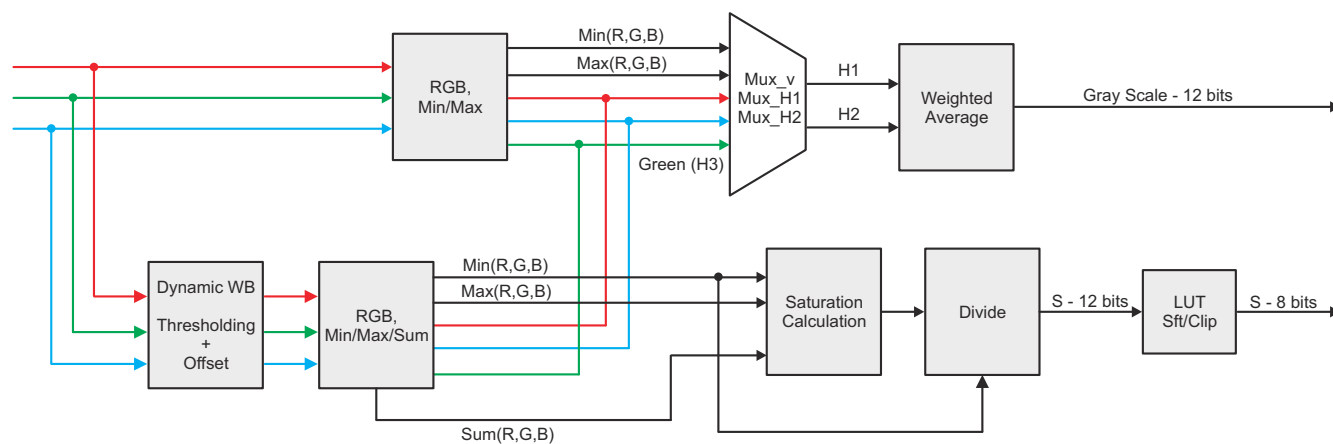 Min(R,G,B)
Max(R,G,B)
RGB,
Min/Max
Mux_v
Mux_H1
Mux_H2
H1
H2
Weighted
Average
Gray Scale - 12 bits
Green (H3)
Dynamic WB
Thresholding
+
Offset
RGB,
Min/Max/Sum
Min(R,G,B)
Max(R,G,B)
Sum(R,G,B)
Saturation
Calculation
Divide
S - 12 bits
LUT
Sft/Clip
S - 8 bits